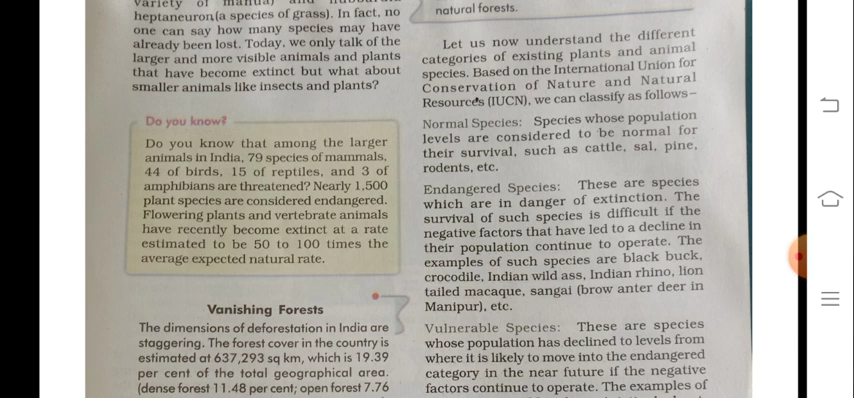 heptaneuron(a species of grass). In fact, no
one can say how many species may have
already been lost. Today, we only talk of the
larger and more visible animals and plants
that have become extinct but what about
smaller animals like insects and plants?
Do you know?
Do you know that among the larger
animals in India, 79 species of mammals,
44 of birds, 15 of reptiles, and 3 of
amphibians are threatened? Nearly 1,500
plant species are considered endangered.
Flowering plants and vertebrate animals
have recently become extinct at a rate
estimated to be 50 to 100 times the
average expected natural rate.
Vanishing Forests
The dimensions of deforestation in India are
staggering. The forest cover in the country is
estimated at 637,293 sq km, which is 19.39
per cent of the total geographical area.
(dense forest 11.48 per cent; open forest 7.76
natural forests.
Let us now understand the different
categories of existing plants and animal
species. Based on the International Union for
Conservation of Nature and Natural
Resources (IUCN), we can classify as follows–
Normal Species: Species whose population
levels are considered to be normal for
their survival, such as cattle, sal, pine,
rodents, etc.
Endangered Species: These are species
which are in danger of extinction. The
survival of such species is difficult if the
negative factors that have led to a decline in
their population continue to operate. The
examples of such species are black buck,
crocodile, Indian wild ass, Indian rhino, lion
tailed macaque, sangai (brow anter deer in
Manipur), etc.
Vulnerable Species: These are species
whose population has declined to levels from
where it is likely to move into the endangered
category in the near future if the negative
factors continue to operate. The examples of